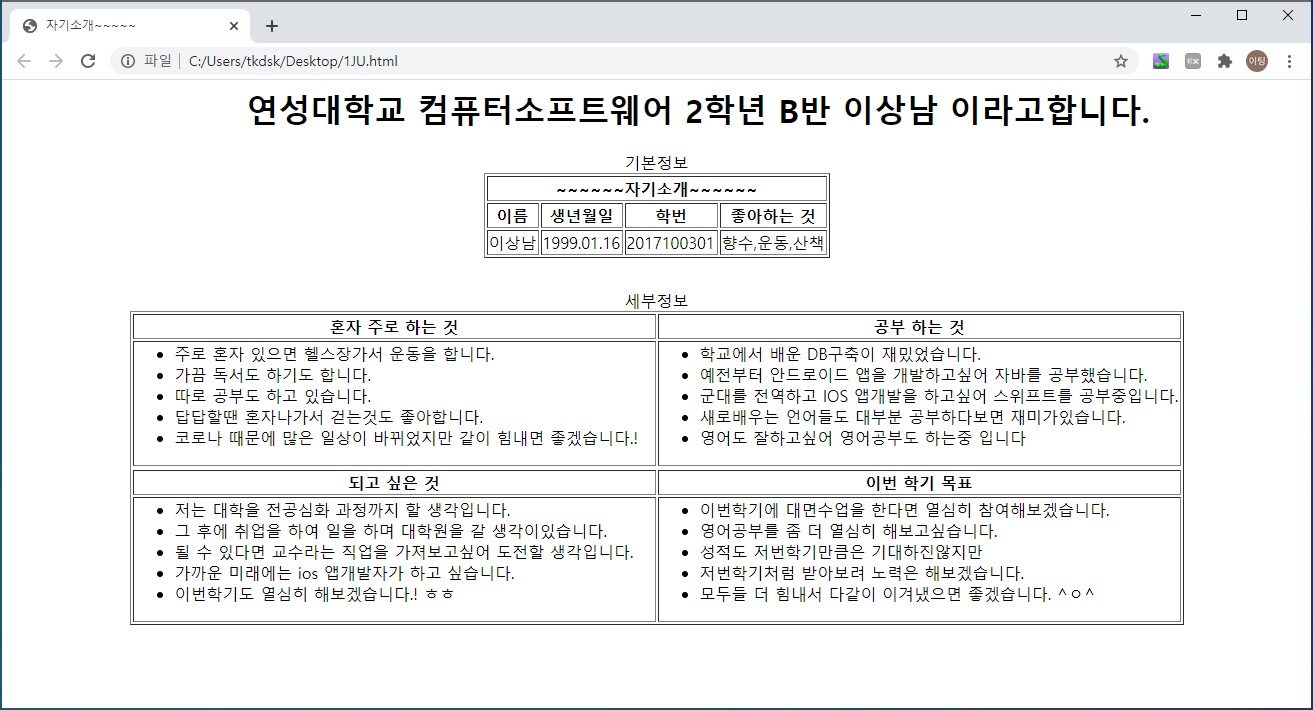 자기소개~~~~~
파일 C:/Users/tkdsk/Desktop/1JU.html
EX
이팅
연성대학교 컴퓨터소프트웨어 2학년 B반 이상남 이라고합니다.
기본정보
~~~~~~자기소개~~~~~~
이름 생년월일 학번 좋아하는 것
이상남 1999.01.16 2017100301 향수,운동,산책
세부정보
혼자 주로 하는 것 공부 하는 것
주로 혼자 있으면 헬스장가서 운동을 합니다.
가끔 독서도 하기도 합니다.
따로 공부도 하고 있습니다.
답답할땐 혼자나가서 걷는것도 좋아합니다.
코로나 때문에 많은 일상이 바뀌었지만 같이 힘내면 좋겠습니다.!
학교에서 배운 DB구축이 재밌었습니다.
예전부터 안드로이드 앱을 개발하고싶어 자바를 공부했습니다.
군대를 전역하고 IOS 앱개발을 하고싶어 스위프트를 공부중입니다.
새로배우는 언어들도 대부분 공부하다보면 재미가있습니다.
영어도 잘하고싶어 영어공부도 하는중 입니다
되고 싶은 것 이번 학기 목표
저는 대학을 전공심화 과정까지 할 생각입니다.
그 후에 취업을 하여 일을 하며 대학원을 갈 생각이있습니다.
될 수 있다면 교수라는 직업을 가져보고싶어 도전할 생각입니다.
가까운 미래에는 ios 앱개발자가 하고 싶습니다.
이번학기도 열심히 해보겠습니다.! ㅎㅎ
이번학기에 대면수업을 한다면 열심히 참여해보겠습니다.
영어공부를 좀 더 열심히 해보고싶습니다.
성적도 저번학기만큼은 기대하진않지만
저번학기처럼 받아보려 노력은 해보겠습니다.
모두들 더 힘내서 다같이 이겨냈으면 좋겠습니다. ^ㅇ^